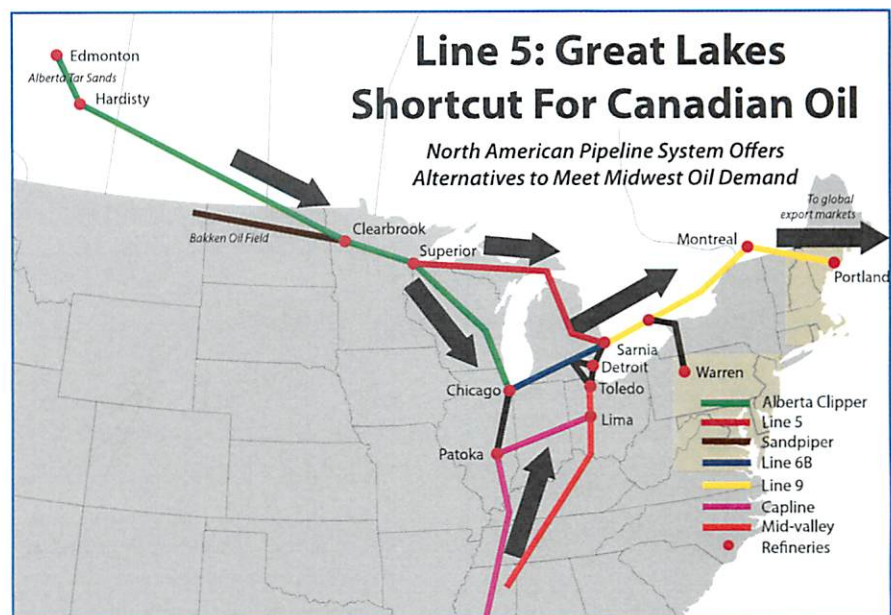 Line 5: Great Lakes
Shortcut For Canadian Oil
North American Pipeline System Offers
Alternatives to Meet Midwest Oil Demand
Edmonton
Alberta Tar Sands
Hardisty
To global
export markets
Clearbrook
Bakken Oil Field
Superior
Montreal
Portland
Sarnia
Detroit
Warren
Chicago
Toledo
Lima
Patoka
Alberta Clipper
Line 5
Sandpiper
Line 6B
Line 9
Capline
Mid-valley
Refineries